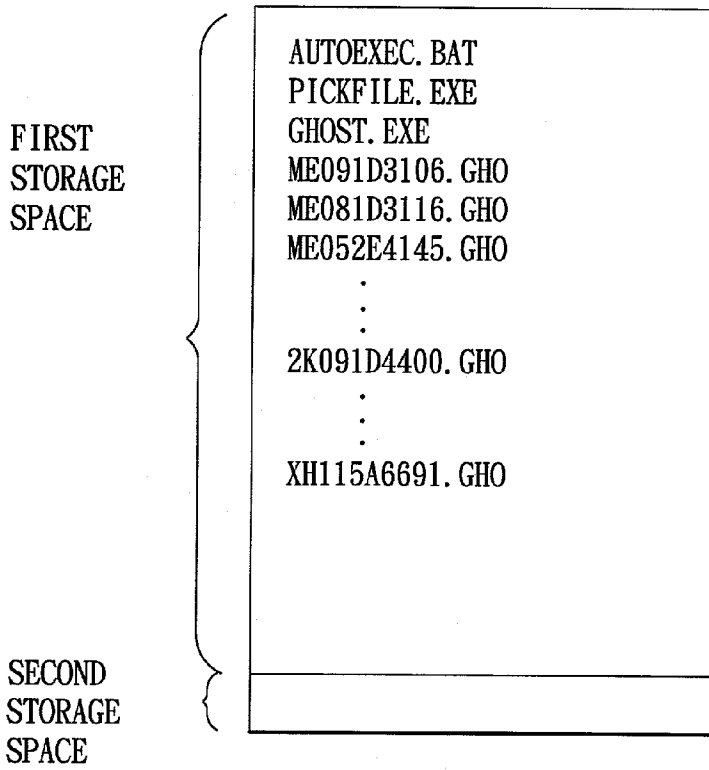 AUTOEXEC.BAT
PICKFILE.EXE
GHOST.EXE
ME091D3106.GHO
ME081D3116.GHO
ME052E4145.GHO
2K091D4400.GHO
XH115A6691.GHO
FIRST
STORAGE
SPACE
SECOND
STORAGE
SPACE